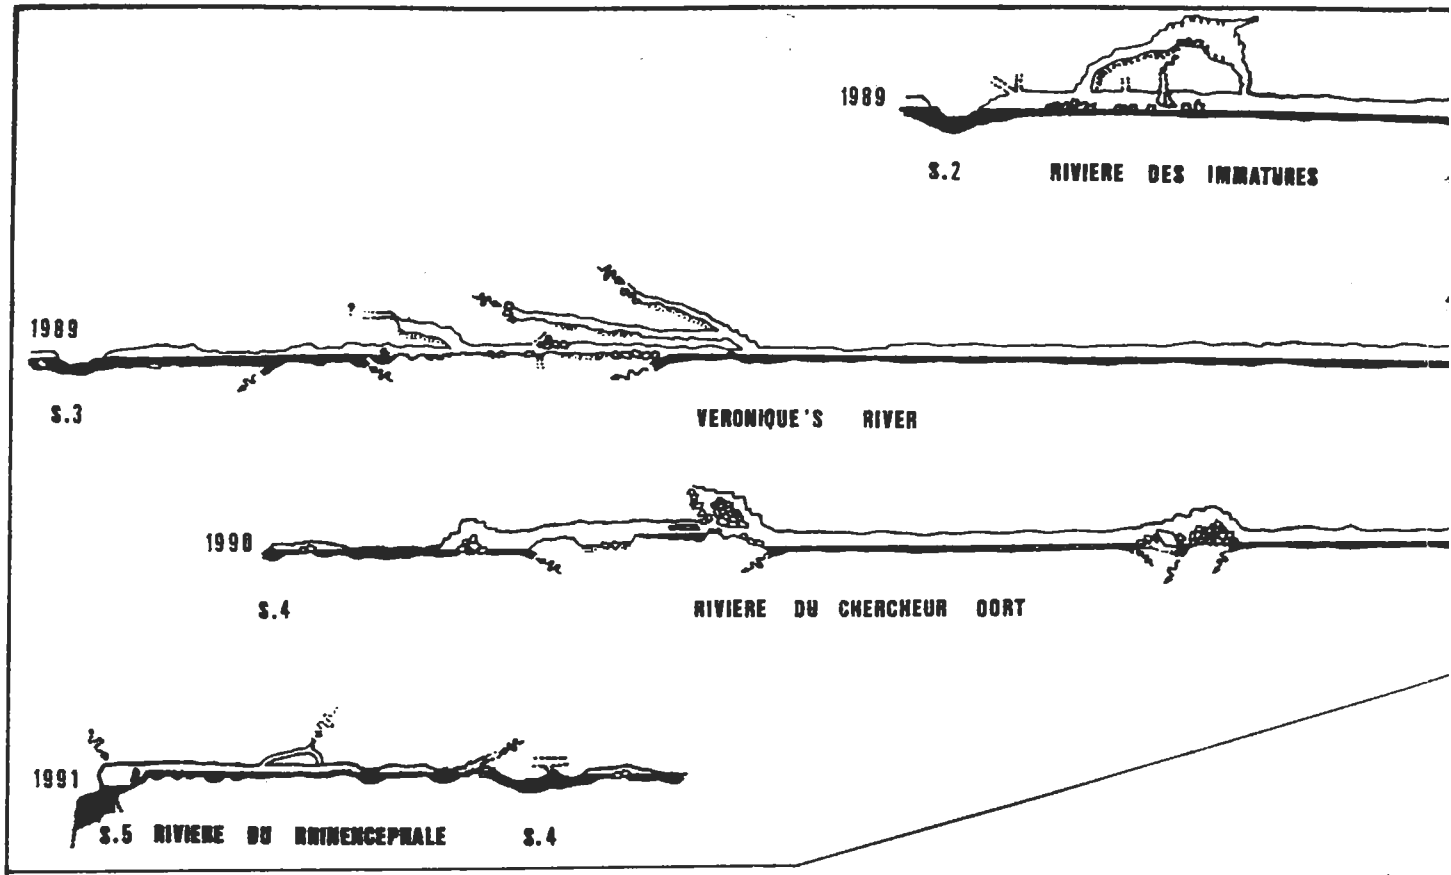 1989
S.2 RIVIERE DES IMMATURES
?
1989
S.3 VERONIQUE'S RIVER
1990
S.4 RIVIERE DU CHERCHEUR OORT
?
1991
S.5 RIVIERE DU RHINENCEPHALE S.4